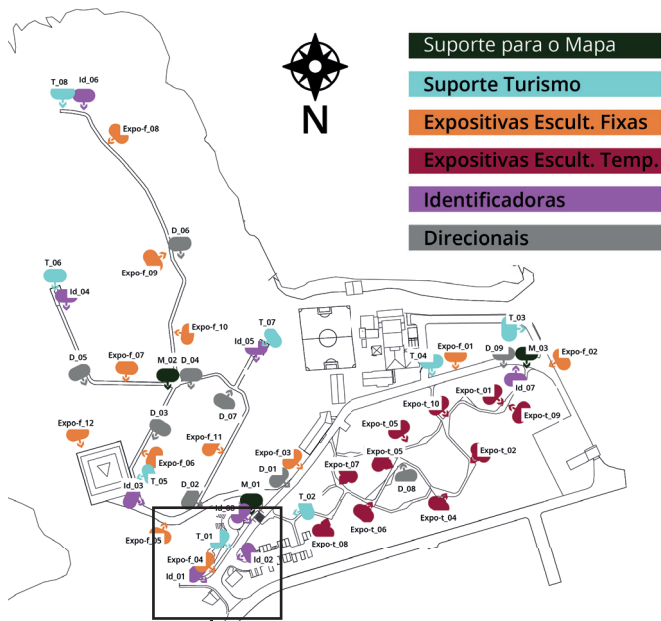 Suporte para o Mapa
Suporte Turismo
Expositivas Escult. Fixas
Expositivas Escult. Temp.
Identificadoras
Direcionais
N
T_08
Id_06
Expo-f_08
D_06
Expo-f_09
T_06
Id_04
Expo-f_10
T_07
Id_05
T_03
D_05
Expo-f_07
M_02
D_04
T_04
Expo-f_01
D_09
M_03
Expo-f_02
Id_07
D_07
Expo-t_01
Expo-t_10
Expo-t_09
D_03
Expo-f_12
Expo-f_11
Expo-t_05
Expo-t_02
Expo-f_03
Expo-t_05
Expo-f_06
D_01
Expo-t_07
T_05
D_08
Id_03
D_02
M_01
T_02
Expo-t_04
Id_08
Expo-t_06
Expo-f_05
T_01
Expo-t_08
Expo-f_04
Id_02
Id_01